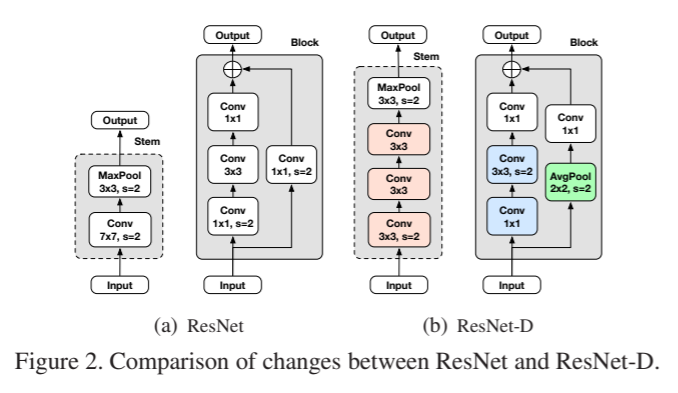 Output
Stem
MaxPool
3x3, s=2
Conv
7x7, s=2
Input
Output
Block
Conv
1x1
Conv
3x3
Conv
1x1, s=2
Conv
1x1, s=2
Input
(a) ResNet
Output
Stem
MaxPool
3x3, s=2
Conv
3x3
Conv
3x3
Conv
3x3, s=2
Input
Output
Block
Conv
1x1
Conv
1x1
Conv
3x3, s=2
AvgPool
2x2, s=2
Conv
1x1
Input
(b) ResNet-D
Figure 2. Comparison of changes between ResNet and ResNet-D.